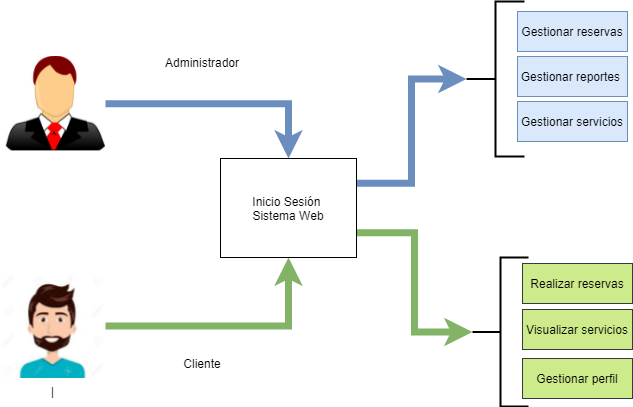 Administrador
Gestionar reservas
Gestionar reportes
Gestionar servicios
Inicio Sesión
Sistema Web
Realizar reservas
Visualizar servicios
Gestionar perfil
Cliente